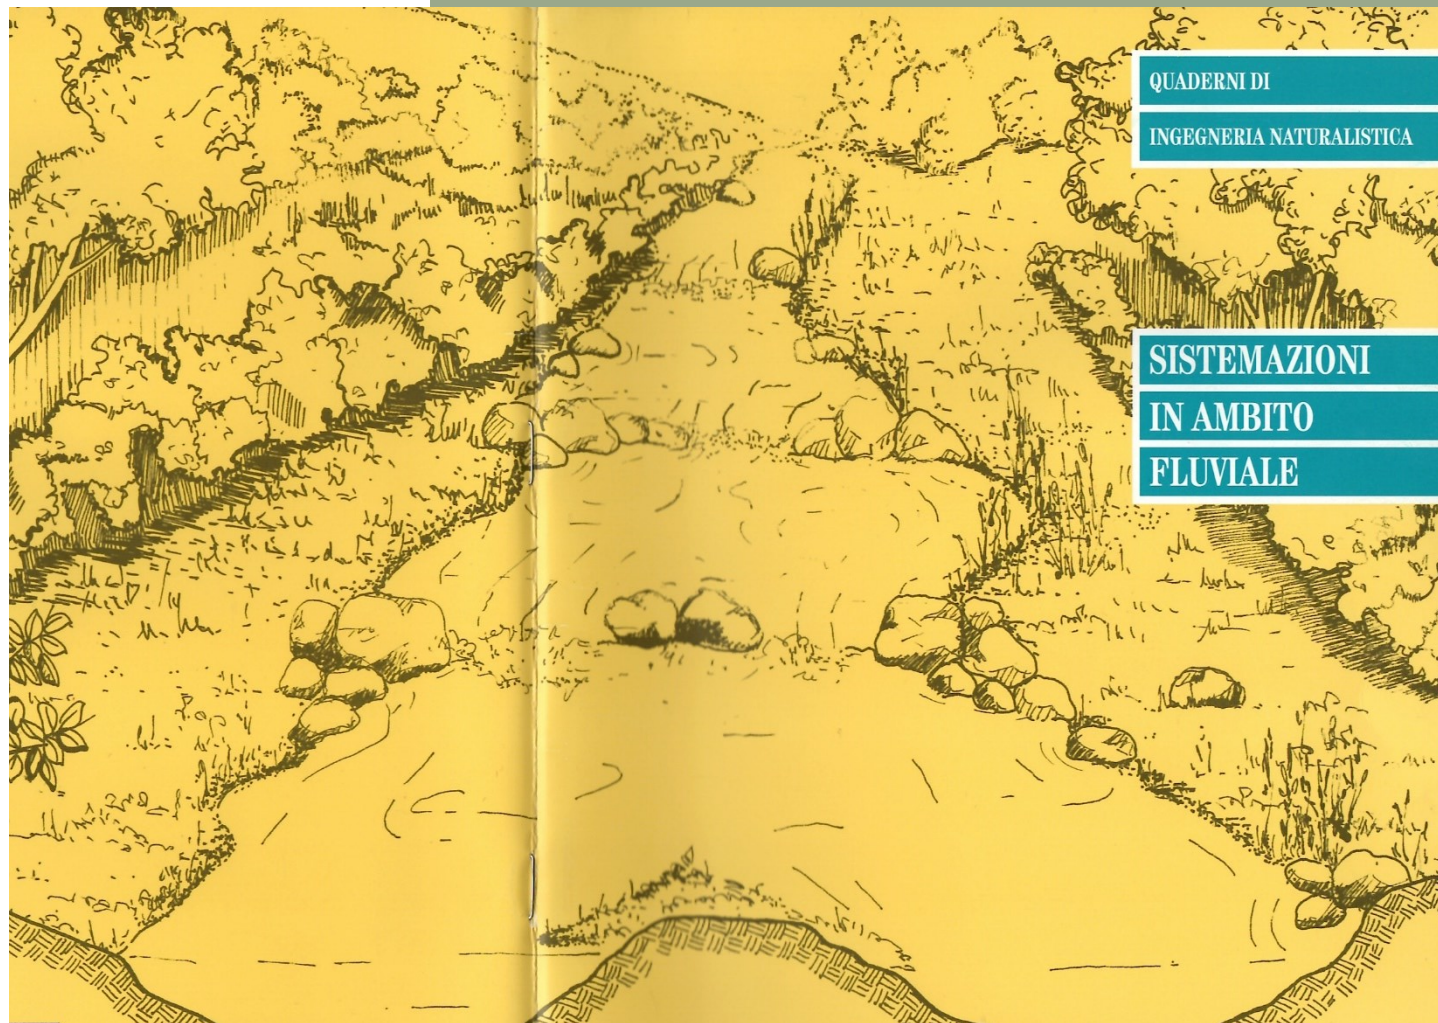 QUADERNI DI
INGEGNERIA NATURALISTICA
SISTEMAZIONI
IN AMBITO
FLUVIALE